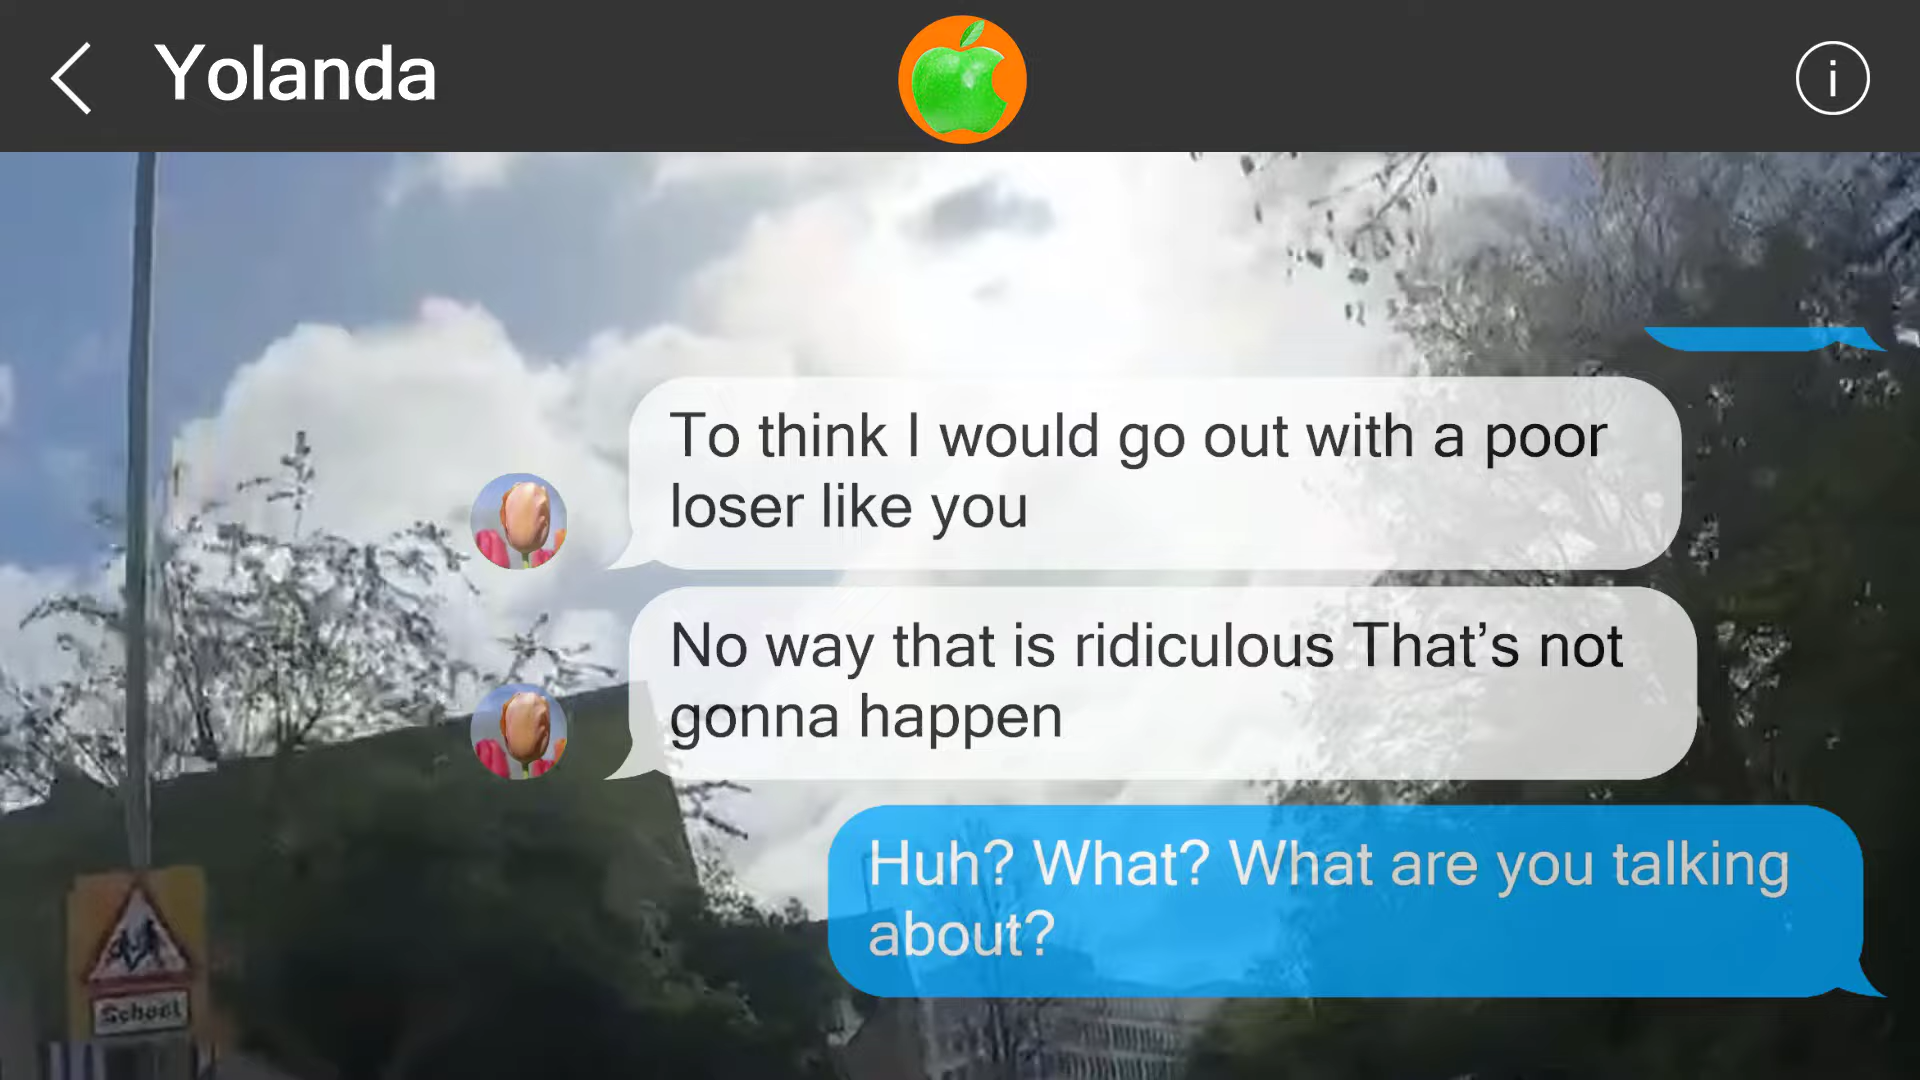 Yolanda
i
To think I would go out with a poor
loser like you
No way that is ridiculous That’s not
gonna happen
Huh? What? What are you talking
about?
School